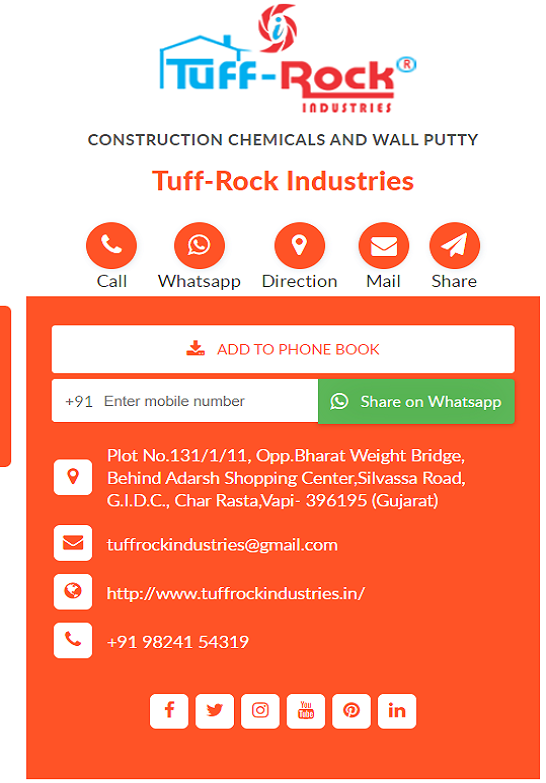 TUFF-ROCK ®
INDUSTRIES
CONSTRUCTION CHEMICALS AND WALL PUTTY
Tuff-Rock Industries
Call Whatsapp Direction Mail Share
ADD TO PHONE BOOK
+91 Enter mobile number Share on Whatsapp
Plot No.131/1/11, Opp.Bharat Weight Bridge,
Behind Adarsh Shopping Center,Silvassa Road,
G.I.D.C., Char Rasta,Vapi- 396195 (Gujarat)
tuffrockindustries@gmail.com
http://www.tuffrockindustries.in/
+91 98241 54319
You Tube